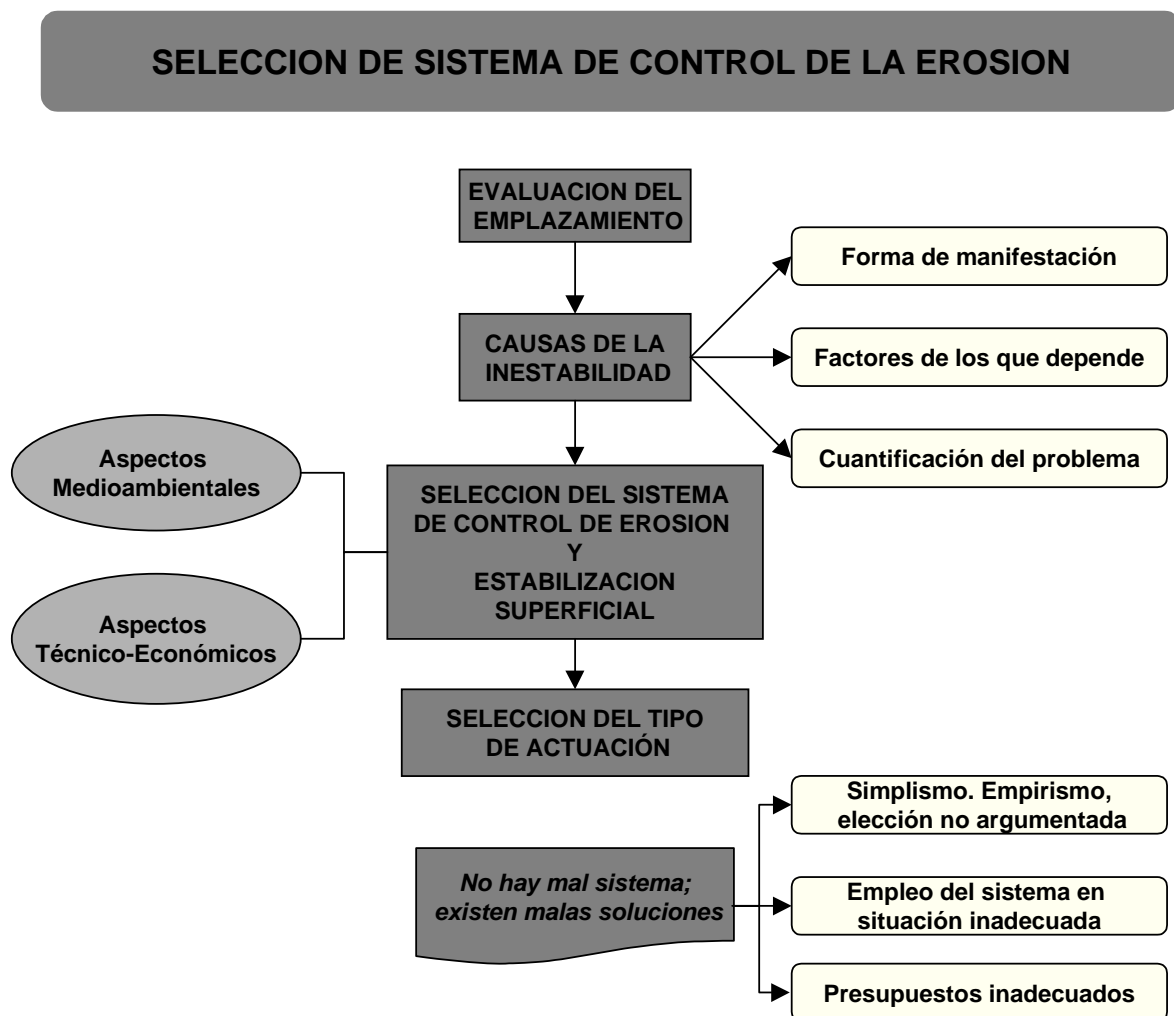 SELECCION DE SISTEMA DE CONTROL DE LA EROSION
EVALUACION DEL
EMPLAZAMIENTO
CAUSAS DE LA
INESTABILIDAD
Forma de manifestación
Factores de los que depende
Cuantificación del problema
Aspectos
Medioambientales
Aspectos
Técnico-Económicos
SELECCION DEL SISTEMA
DE CONTROL DE EROSION
Y
ESTABILIZACION
SUPERFICIAL
SELECCION DEL TIPO
DE ACTUACIÓN
No hay mal sistema;
existen malas soluciones
Simplismo. Empirismo,
elección no argumentada
Empleo del sistema en
situación inadecuada
Presupuestos inadecuados